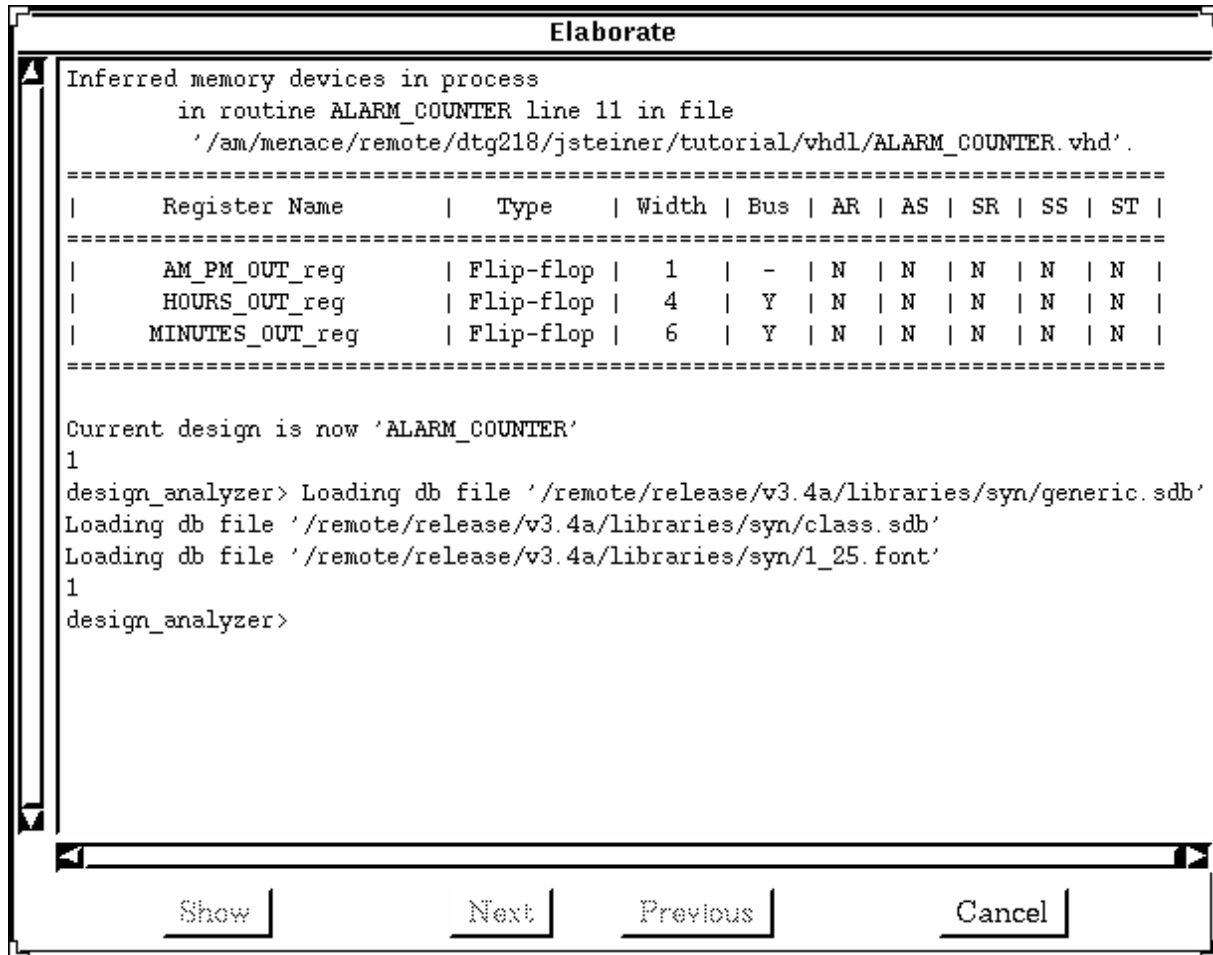 Elaborate
Inferred memory devices in process
        in routine ALARM_COUNTER line 11 in file
         '/am/menace/remote/dtg218/jsteiner/tutorial/vhdl/ALARM_COUNTER.vhd'.
===============================================================================
|      Register Name       |   Type    | Width | Bus | AR | AS | SR | SS | ST |
===============================================================================
|      AM_PM_OUT_reg       | Flip-flop |   1   |  -  | N  | N  | N  | N  | N  |
|      HOURS_OUT_reg       | Flip-flop |   4   |  Y  | N  | N  | N  | N  | N  |
|     MINUTES_OUT_reg      | Flip-flop |   6   |  Y  | N  | N  | N  | N  | N  |
===============================================================================
Current design is now 'ALARM_COUNTER'
1
design_analyzer> Loading db file '/remote/release/v3.4a/libraries/syn/generic.sdb'
Loading db file '/remote/release/v3.4a/libraries/syn/class.sdb'
Loading db file '/remote/release/v3.4a/libraries/syn/1_25.font'
1
design_analyzer>
Show Next Previous Cancel